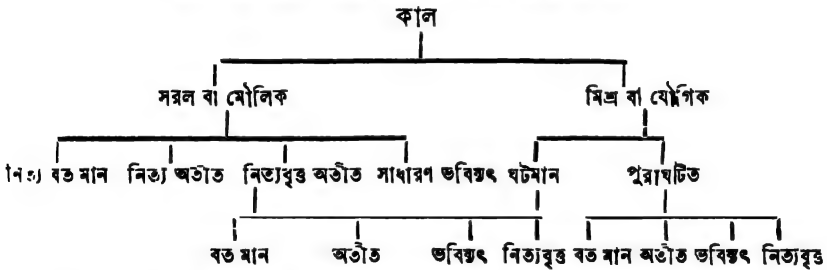 কাল
সরল বা মৌলিক মিশ্র বা যৌগিক
নিত্য বর্তমান নিত্য অতীত নিত্যবৃত্ত অতীত সাধারণ ভবিষ্যৎ ঘটমান পুরাঘটিত
বর্তমান অতীত ভবিষ্যৎ নিত্যবৃত্ত বর্তমান অতীত ভবিষ্যৎ নিত্যবৃত্ত